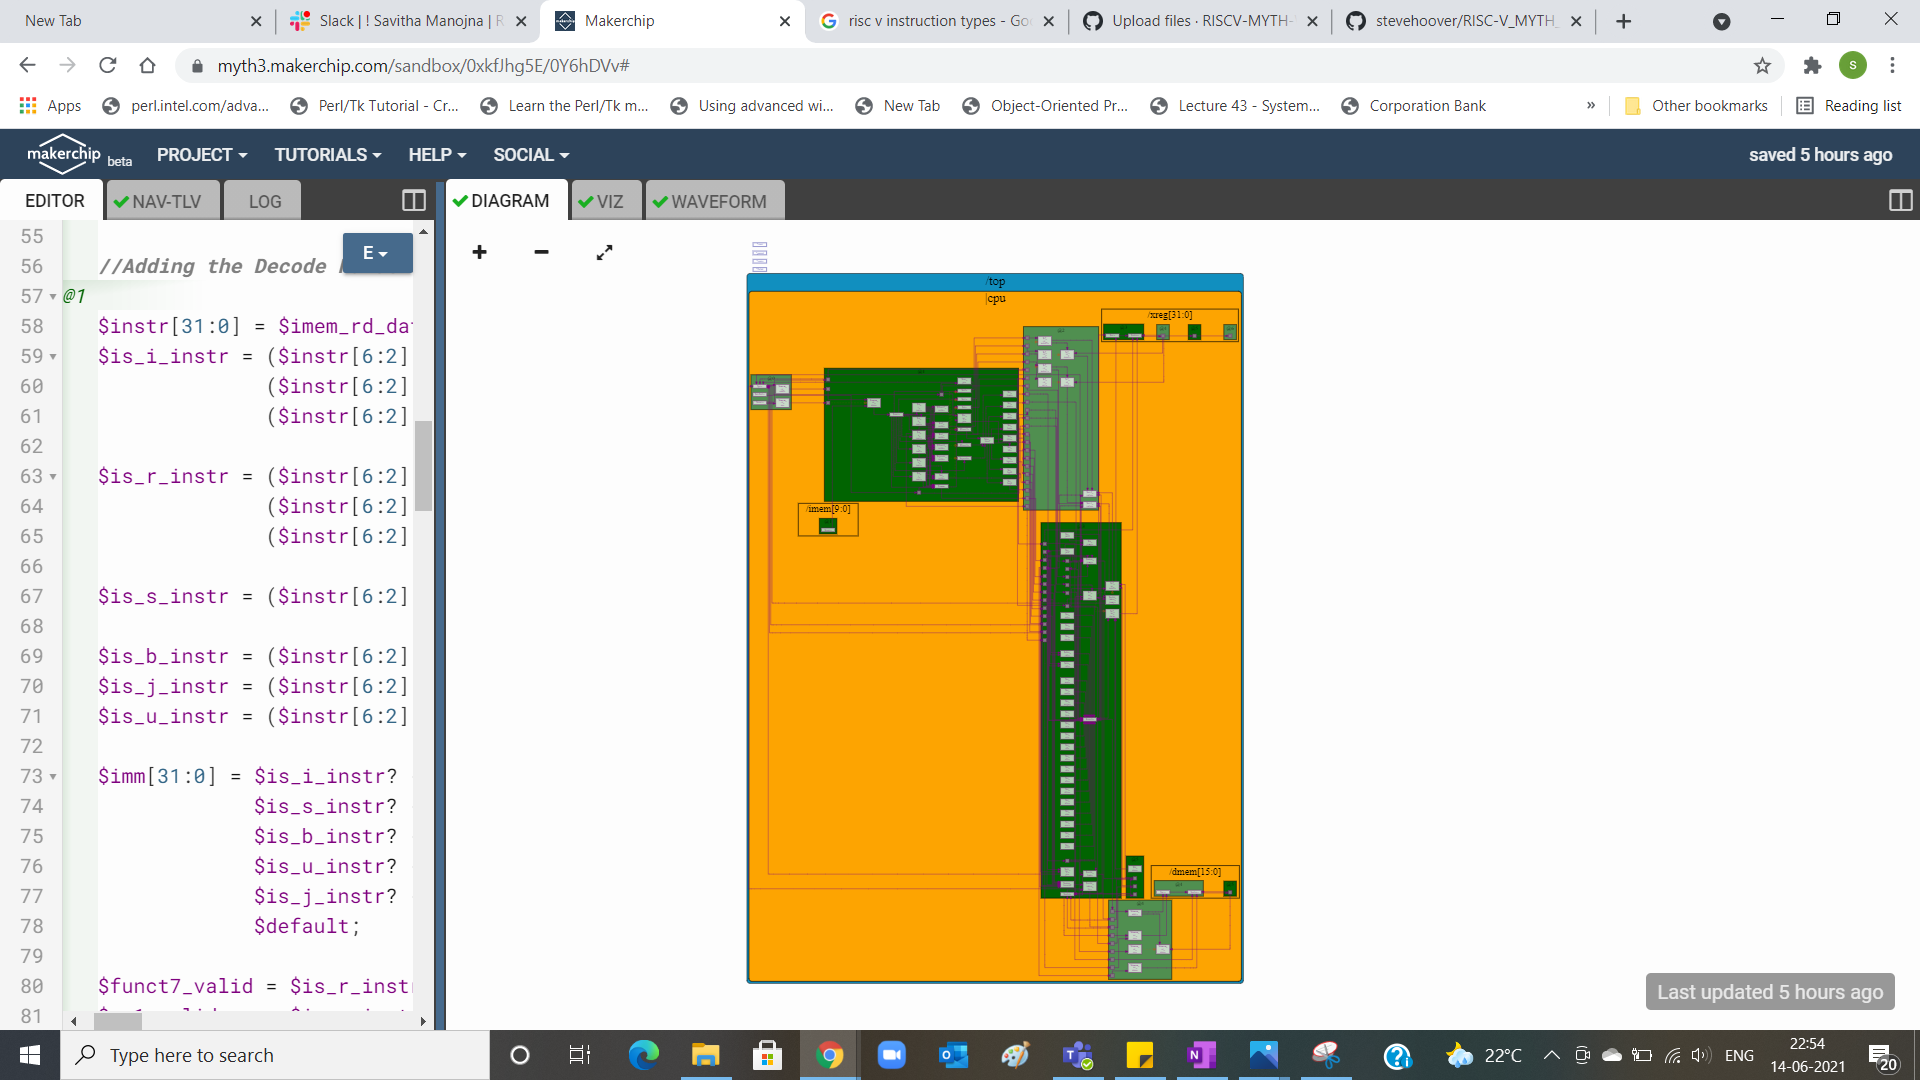 New Tab
Slack | ! Savitha Manojna | R
Makerchip
risc v instruction types - Goo
Upload files · RISCV-MYTH-
stevehoover/RISC-V_MYTH_
myth3.makerchip.com/sandbox/0xkfJhg5E/0Y6hDVv#
S
Apps
perl.intel.com/adva...
Perl/Tk Tutorial - Cr...
Learn the Perl/Tk m...
Using advanced wi...
New Tab
Object-Oriented Pr...
Lecture 43 - System...
Corporation Bank
»
Other bookmarks
Reading list
makerchip beta
PROJECT
TUTORIALS
HELP
SOCIAL
saved 5 hours ago
EDITOR
NAV-TLV
LOG
DIAGRAM
VIZ
WAVEFORM
E
55
56 //Adding the Decode
57 @1
58 $instr[31:0] = $imem_rd_da
59 $is_i_instr = ($instr[6:2]
60 ($instr[6:2]
61 ($instr[6:2]
62
63 $is_r_instr = ($instr[6:2]
64 ($instr[6:2]
65 ($instr[6:2]
66
67 $is_s_instr = ($instr[6:2]
68
69 $is_b_instr = ($instr[6:2]
70 $is_j_instr = ($instr[6:2]
71 $is_u_instr = ($instr[6:2]
72
73 $imm[31:0] = $is_i_instr?
74 $is_s_instr?
75 $is_b_instr?
76 $is_u_instr?
77 $is_j_instr?
78 $default;
79
80 $funct7_valid = $is_r_inst
81
/top
|cpu
/xreg[31:0]
/imem[9:0]
/dmem[15:0]
Last updated 5 hours ago
Type here to search
22°C
ENG
22:54
14-06-2021
20